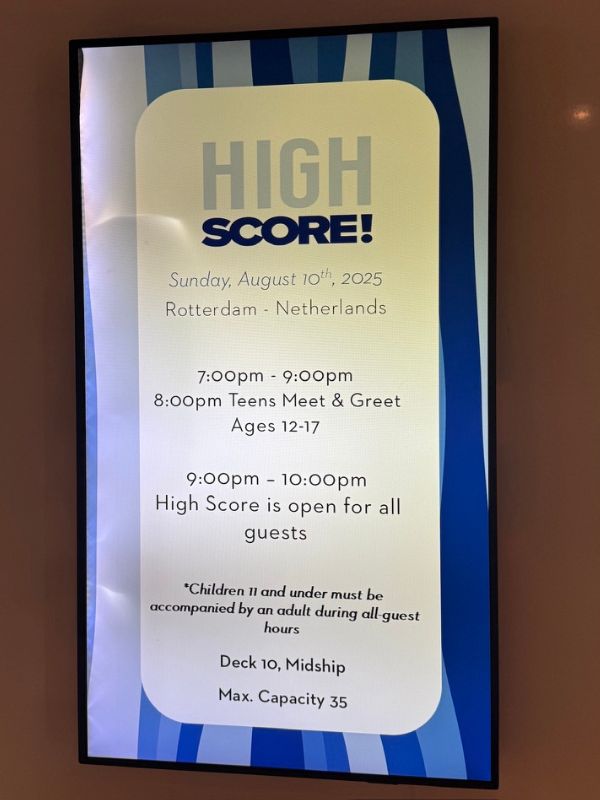 HIGH
SCORE!
Sunday, August 10th, 2025
Rotterdam - Netherlands
7:00pm - 9:00pm
8:00pm Teens Meet & Greet
Ages 12-17
9:00pm – 10:00pm
High Score is open for all
guests
*Children 11 and under must be
accompanied by an adult during all-guest
hours
Deck 10, Midship
Max. Capacity 35